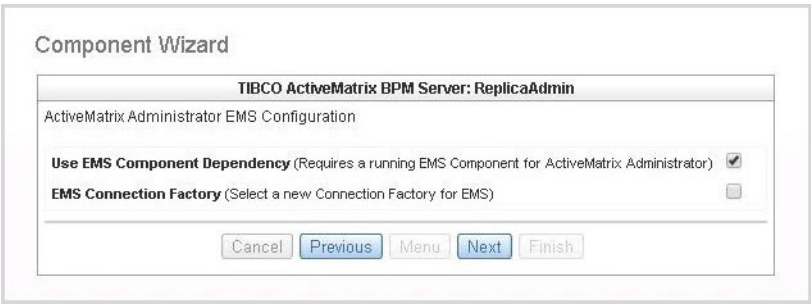 Component Wizard
TIBCO ActiveMatrix BPM Server: ReplicaAdmin
ActiveMatrix Administrator EMS Configuration
Use EMS Component Dependency (Requires a running EMS Component for ActiveMatrix Administrator)
EMS Connection Factory (Select a new Connection Factory for EMS)
Cancel Previous Menu Next Finish